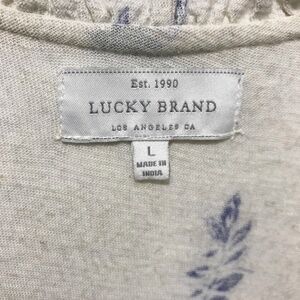 Est. 1990
LUCKY BRAND
LOS ANGELES CA
L
MADE IN
INDIA